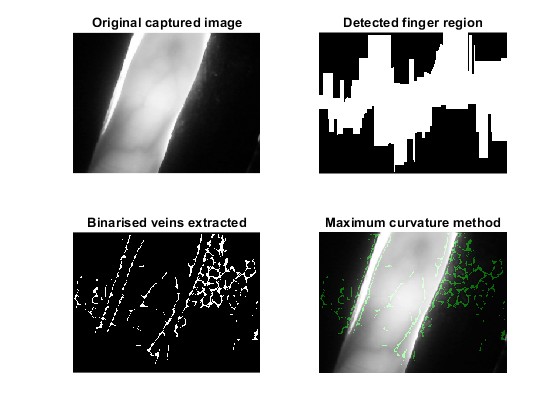 Original captured image
Detected finger region
Binarised veins extracted
Maximum curvature method